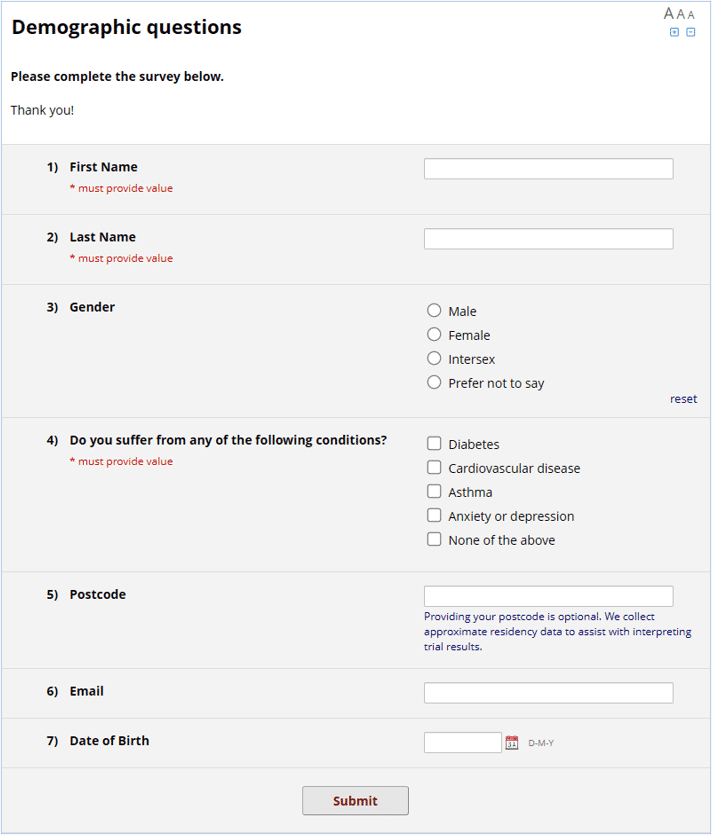 Demographic questions
A A A
Please complete the survey below.
Thank you!
1) First Name
* must provide value
2) Last Name
* must provide value
3) Gender
Male
Female
Intersex
Prefer not to say
reset
4) Do you suffer from any of the following conditions?
* must provide value
Diabetes
Cardiovascular disease
Asthma
Anxiety or depression
None of the above
5) Postcode
Providing your postcode is optional. We collect
approximate residency data to assist with interpreting
trial results.
6) Email
7) Date of Birth
31 D-M-Y
Submit